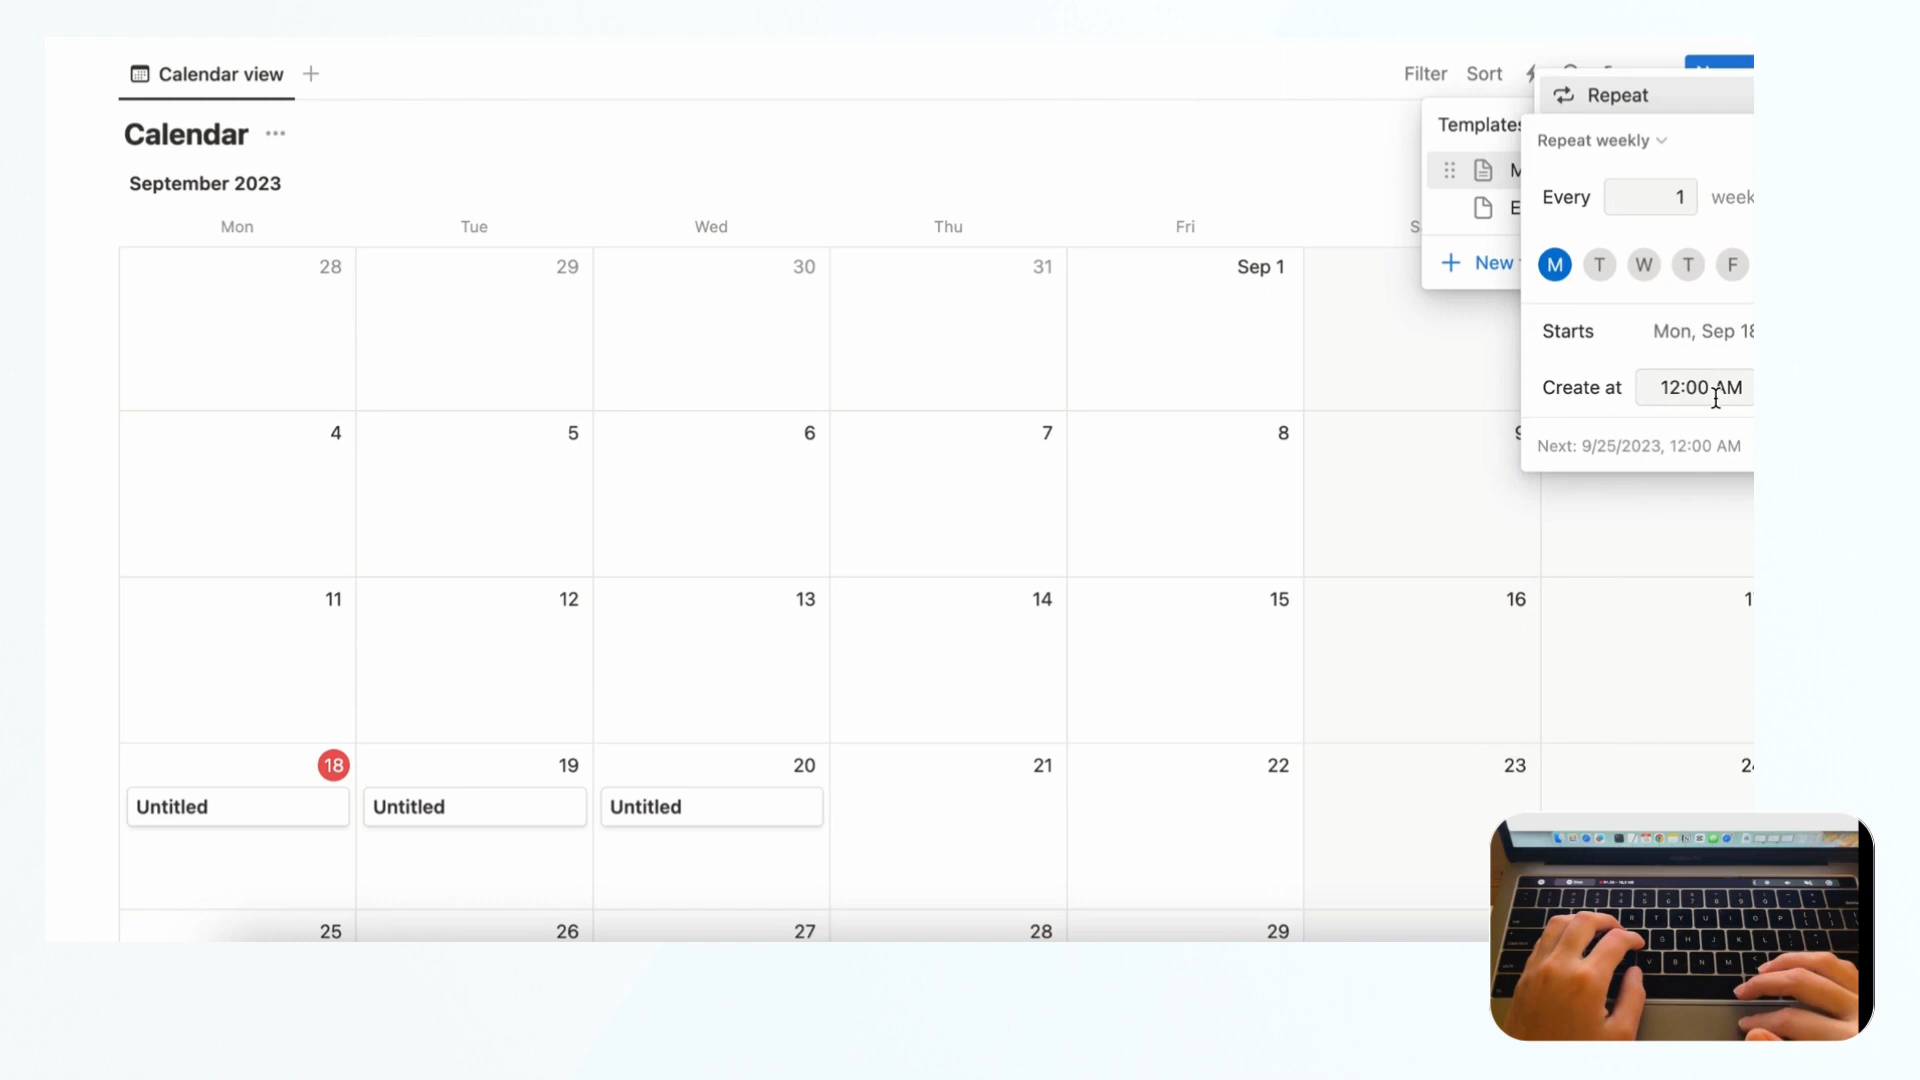 Calendar view
Filter Sort
Repeat
Calendar
Templates
Repeat weekly
September 2023
Every 1 week
Mon Tue Wed Thu Fri S
New
M T W T F
28 29 30 31 Sep 1
Starts Mon, Sep 18
Create at 12:00 AM
4 5 6 7 8 9
Next: 9/25/2023, 12:00 AM
11 12 13 14 15 16
18 19 20 21 22 23
Untitled Untitled Untitled
25 26 27 28 29